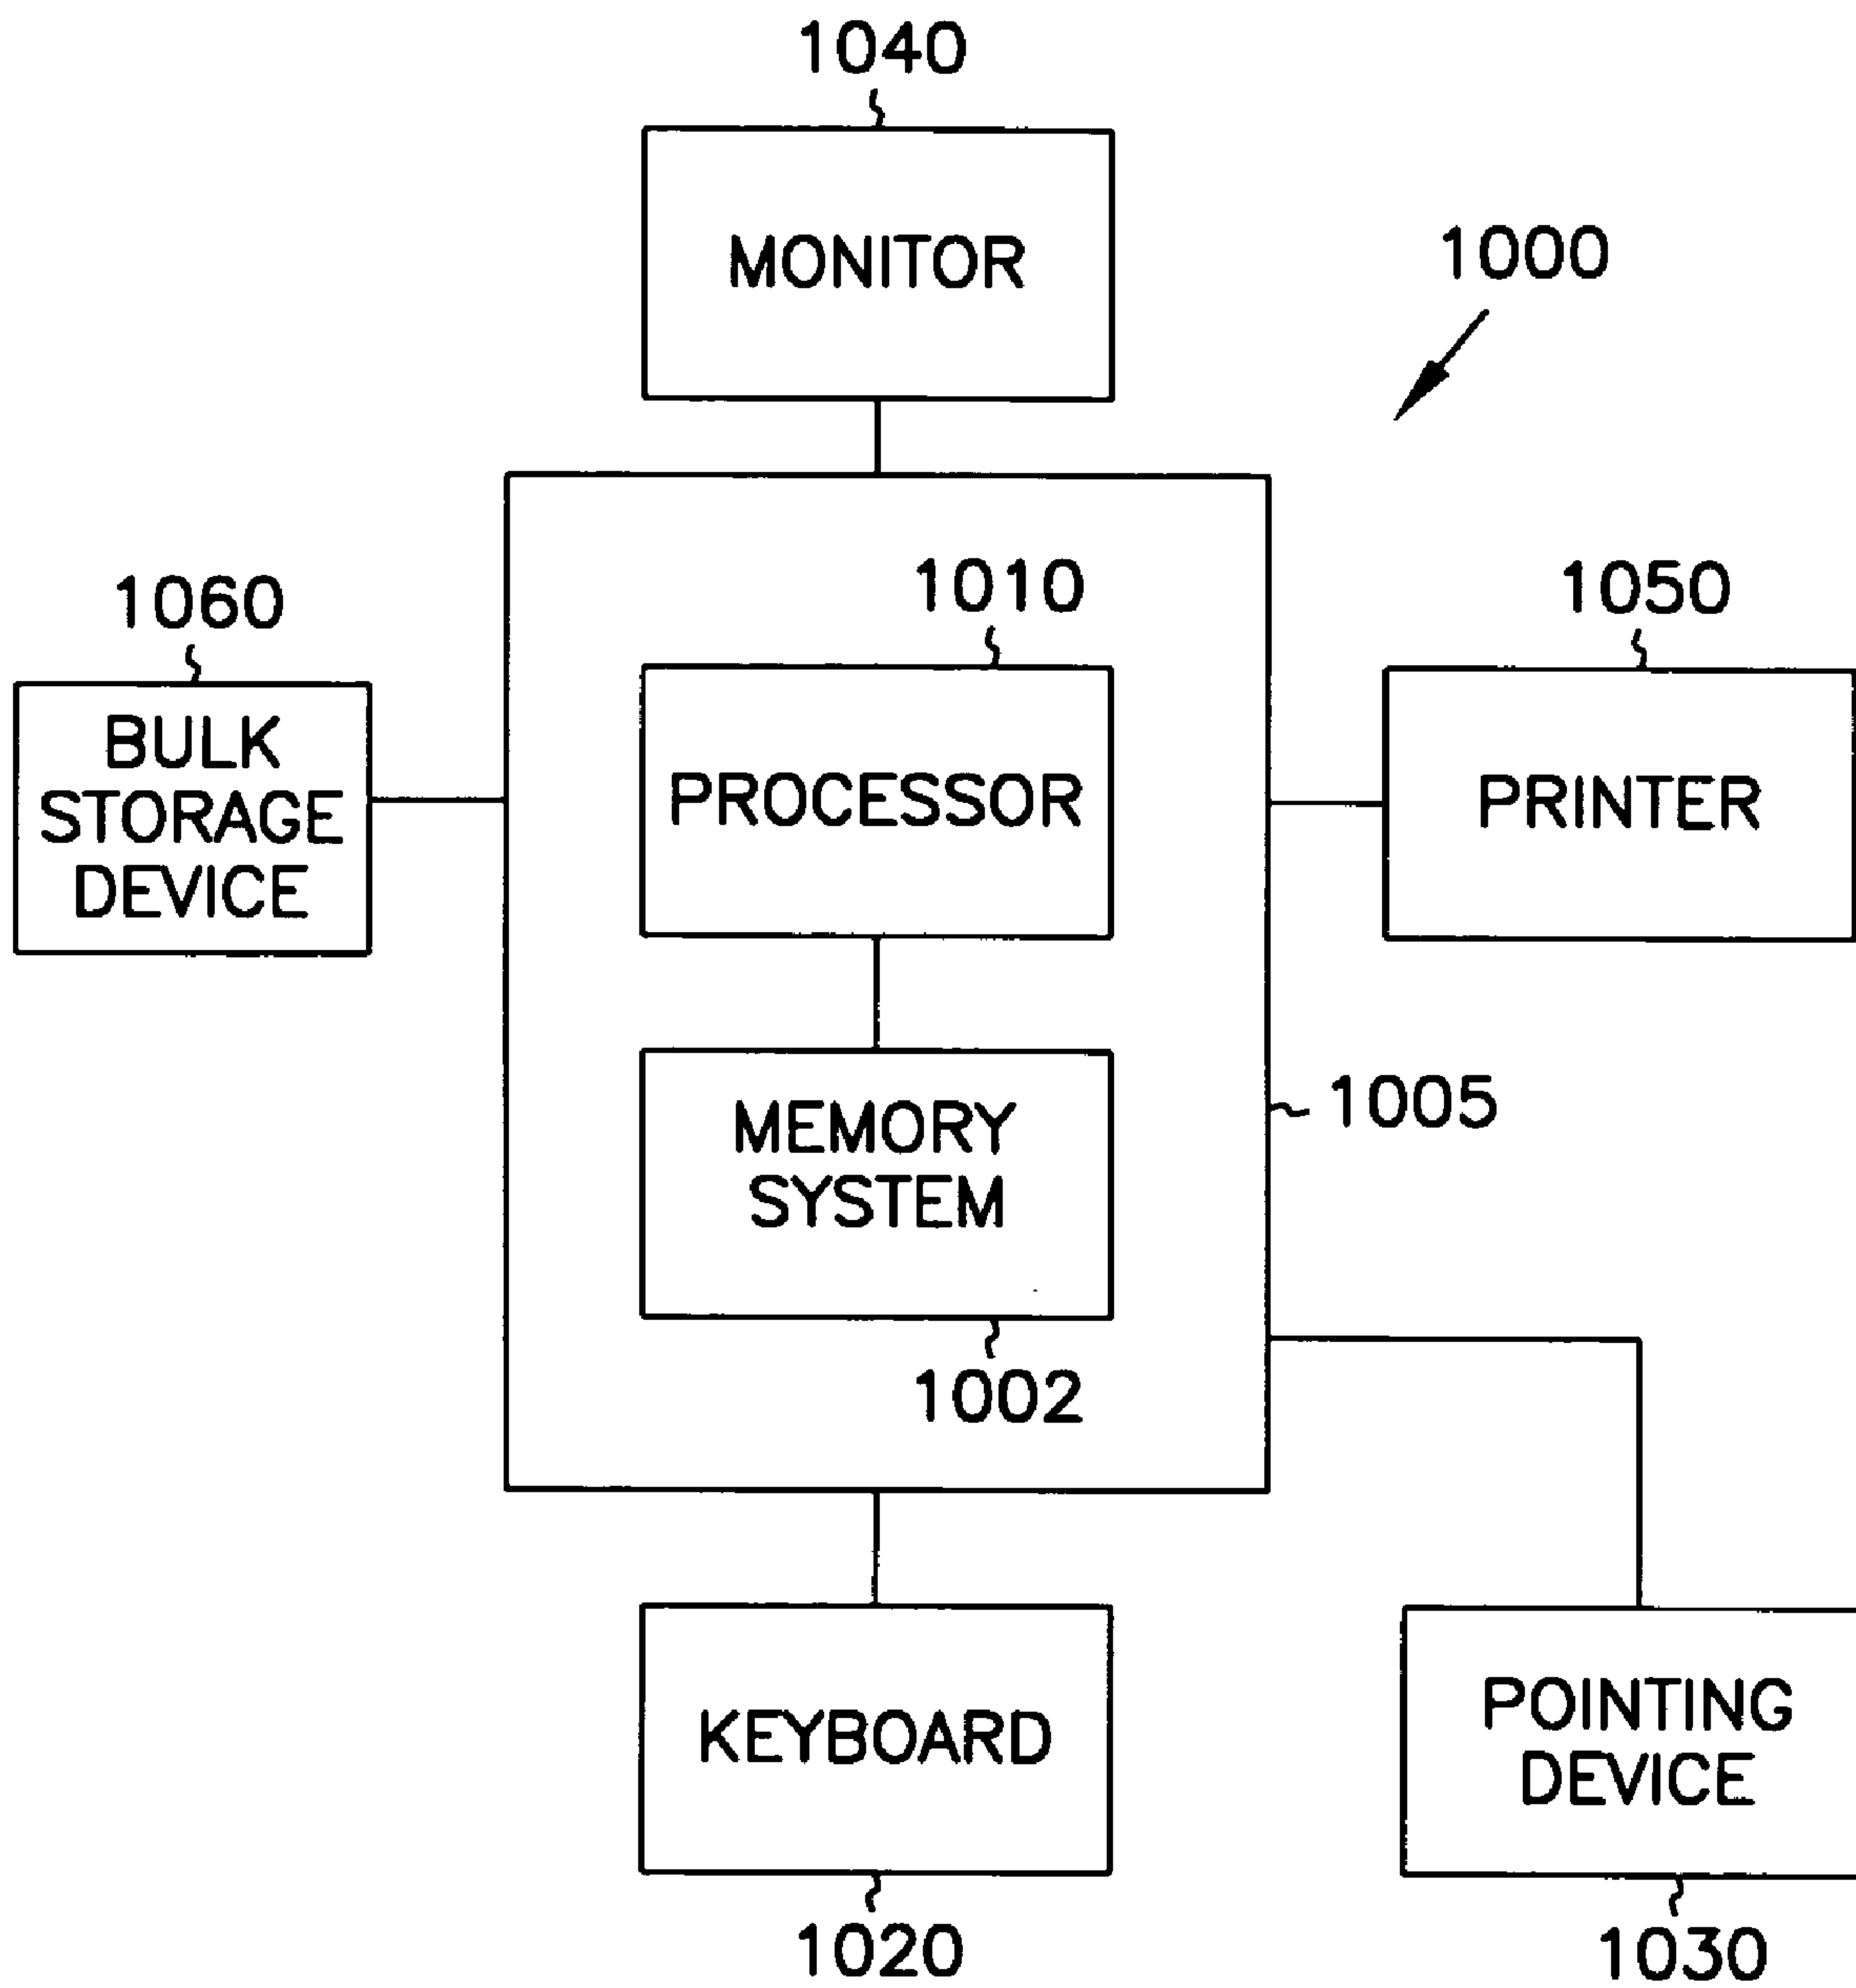 1040
MONITOR
1000
1010
1060
1050
BULK
STORAGE
DEVICE
PROCESSOR
PRINTER
MEMORY
SYSTEM
1005
1002
KEYBOARD
POINTING
DEVICE
1020
1030